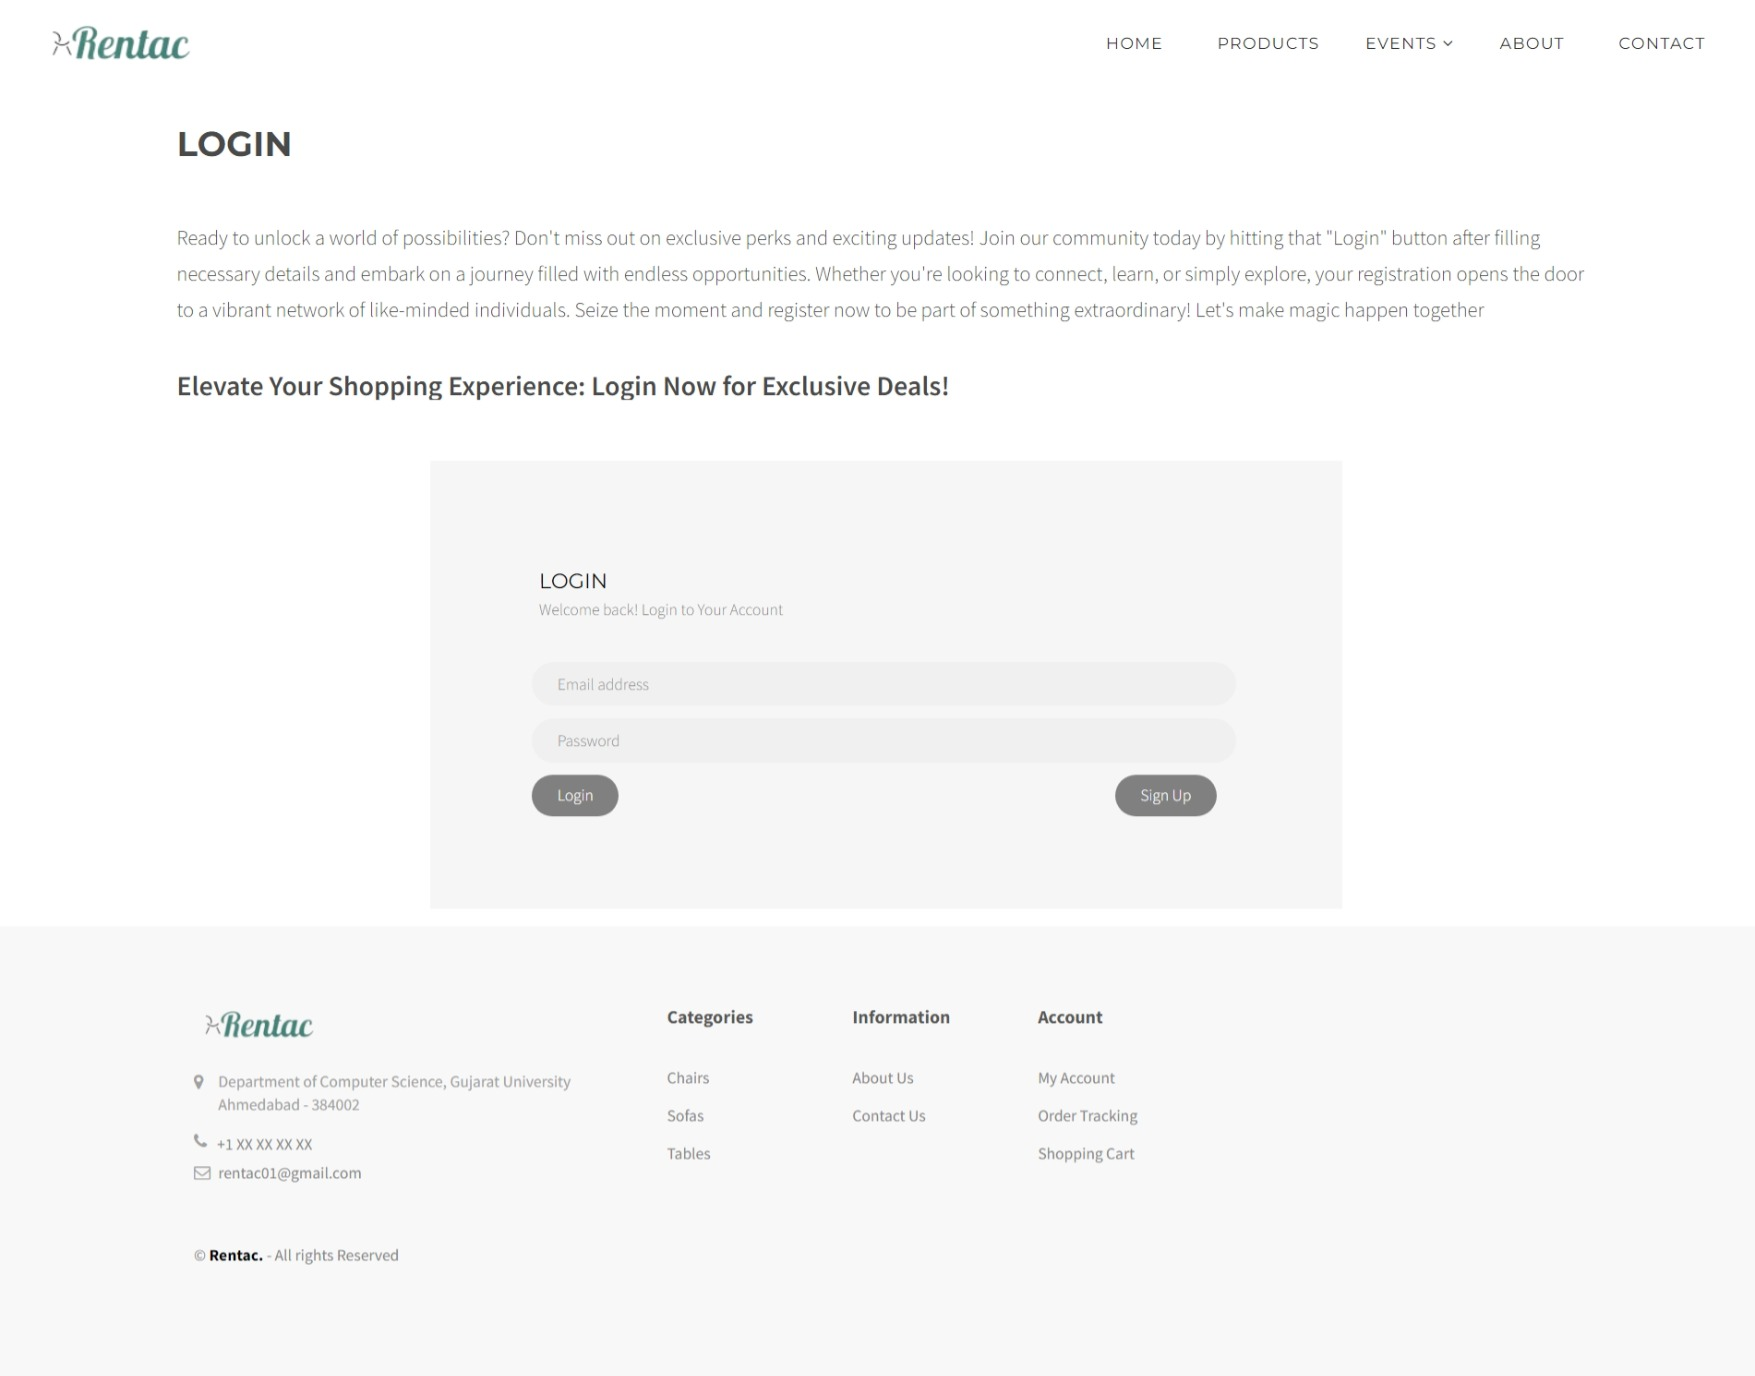 Rentac
HOME PRODUCTS EVENTS ABOUT CONTACT
LOGIN
Ready to unlock a world of possibilities? Don't miss out on exclusive perks and exciting updates! Join our community today by hitting that "Login" button after filling
necessary details and embark on a journey filled with endless opportunities. Whether you're looking to connect, learn, or simply explore, your registration opens the door
to a vibrant network of like-minded individuals. Seize the moment and register now to be part of something extraordinary! Let's make magic happen together
Elevate Your Shopping Experience: Login Now for Exclusive Deals!
LOGIN
Welcome back! Login to Your Account
Email address
Password
Login Sign Up
Rentac
Department of Computer Science, Gujarat University
Ahmedabad - 384002
+1 XX XX XX XX
rentac01@gmail.com
© Rentac. - All rights Reserved
Categories
Chairs
Sofas
Tables
Information
About Us
Contact Us
Account
My Account
Order Tracking
Shopping Cart